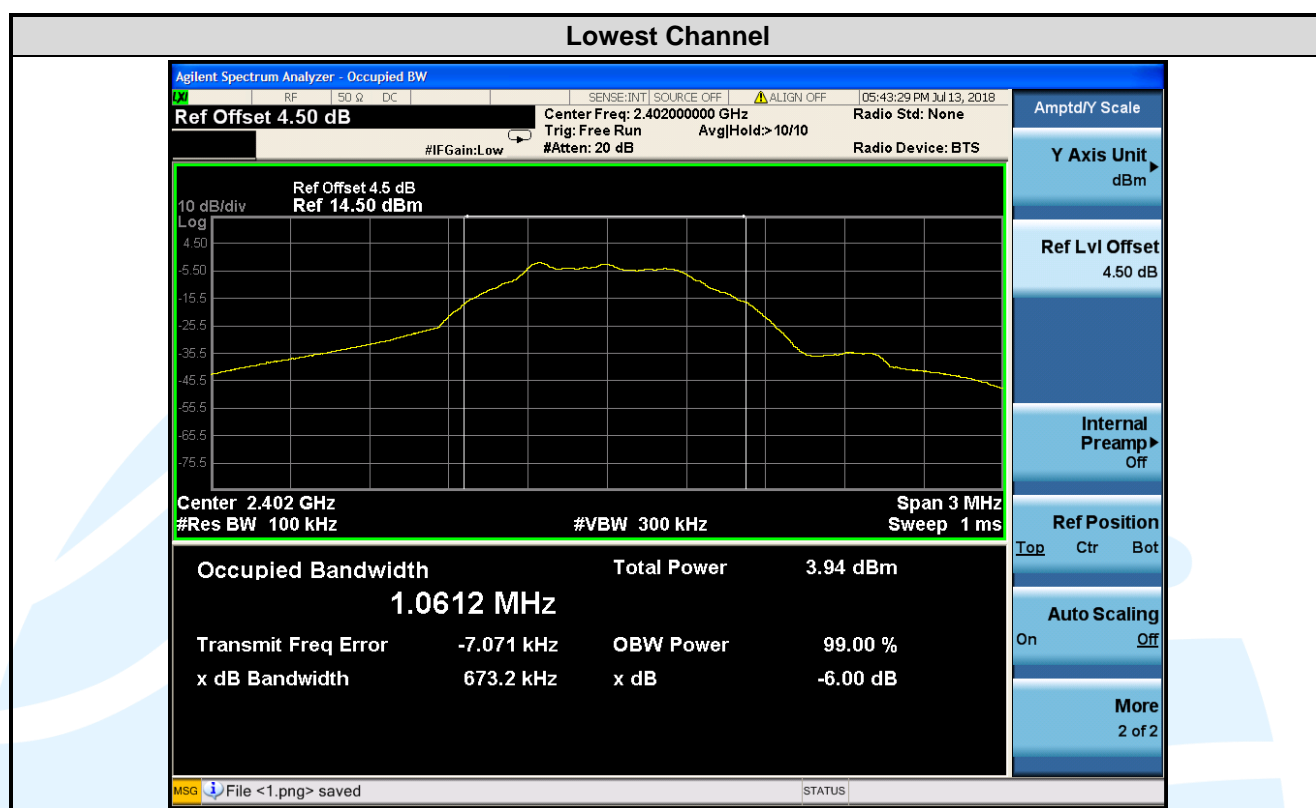 Lowest Channel
Agilent Spectrum Analyzer - Occupied BW
LXI RF 50 Ω DC SENSE:INT SOURCE OFF ALIGN OFF 05:43:29 PM Jul 13, 2018
Ref Offset 4.50 dB
Center Freq: 2.402000000 GHz
Radio Std: None
Trig: Free Run Avg|Hold:>10/10
#IFGain:Low
#Atten: 20 dB
Radio Device: BTS
Ref Offset 4.5 dB
10 dB/div Ref 14.50 dBm
Log
4.50
-5.50
-15.5
-25.5
-35.5
-45.5
-55.5
-65.5
-75.5
Center 2.402 GHz Span 3 MHz
#Res BW 100 kHz #VBW 300 kHz Sweep 1 ms
Occupied Bandwidth Total Power 3.94 dBm
1.0612 MHz
Transmit Freq Error -7.071 kHz OBW Power 99.00 %
x dB Bandwidth 673.2 kHz x dB -6.00 dB
Amptd/Y Scale
Y Axis Unit
dBm
Ref Lvl Offset
4.50 dB
Internal
Preamp
Off
Ref Position
Top Ctr Bot
Auto Scaling
On Off
More
2 of 2
MSG File <1.png> saved STATUS